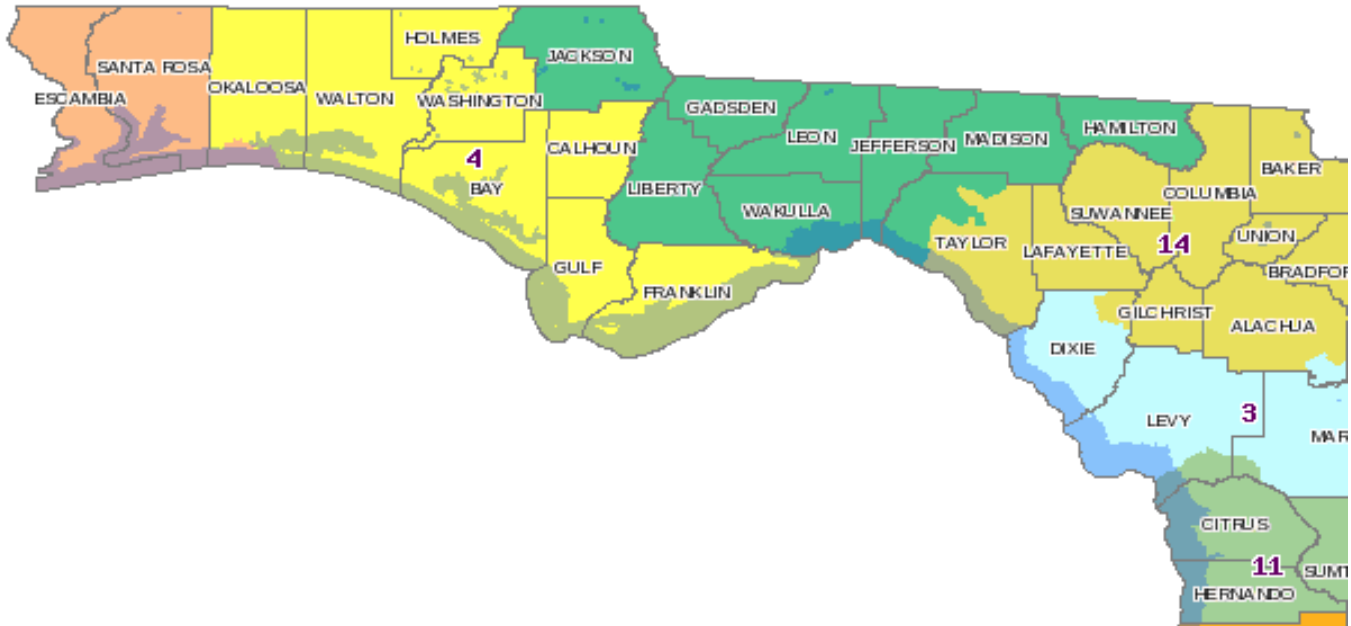 HOLMES
JACKSON
SANTA ROSA
ESCAMBIA
OKALOOSA
WALTON
WASHINGTON
GADSDEN
LEON
JEFFERSON
MADISON
HAMILTON
CALHOUN
4
BAY
LIBERTY
WAKULLA
BAKER
COLUMBIA
SUWANNEE
UNION
14
TAYLOR
LAFAYETTE
GULF
FRANKLIN
BRADFOR
GILCHRIST
ALACHUA
DIXIE
LEVY
3
MAR
CITRUS
11
SUMT
HERNANDO